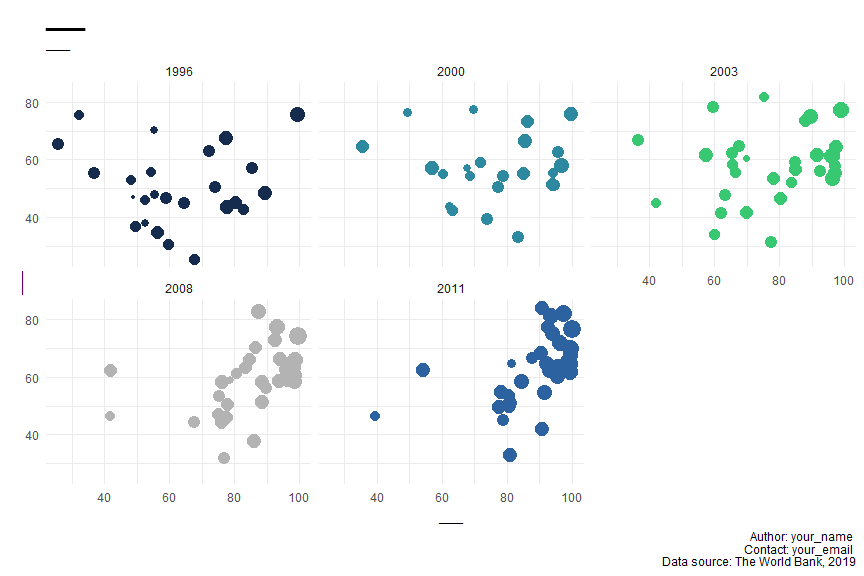 1996 2000 2003
80
60
40
40 60 80 100
2008 2011
80
60
40
40 60 80 100 40 60 80 100
Author: your_name
Contact: your_email
Data source: The World Bank, 2019